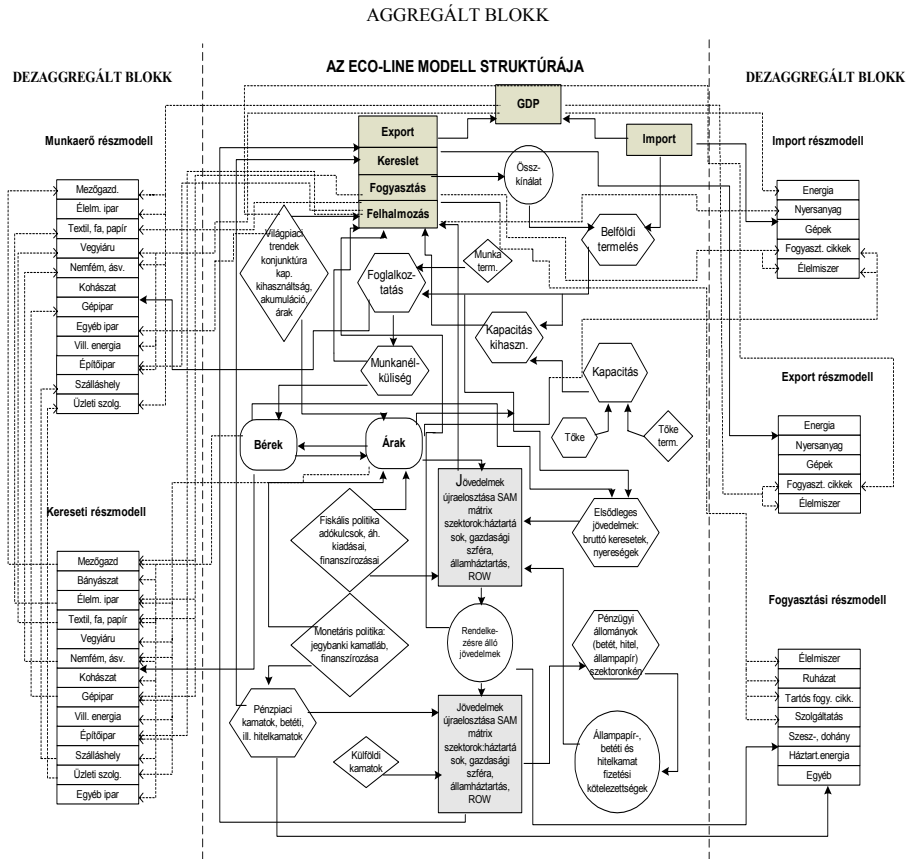 AGGREGÁLT BLOKK
DEZAGGREGÁLT BLOKK
AZ ECO-LINE MODELL STRUKTÚRÁJA
DEZAGGREGÁLT BLOKK
Munkaerő részmodell
Mezőgazd.
Élelm. ipar
Textil, fa, papír
Vegyiáru
Nemfém, ásv.
Kohászat
Gépipar
Egyéb ipar
Vill. energia
Építőipar
Szálláshely
Üzleti szolg.
Kereseti részmodell
Mezőgazd
Bányászat
Élelm. ipar
Textil, fa, papír
Vegyiáru
Nemfém, ásv.
Kohászat
Gépipar
Vill. energia
Építőipar
Szálláshely
Üzleti szolg.
Egyéb ipar
GDP
Export
Kereslet
Fogyasztás
Felhalmozás
Import
Össz-
kínálat
Belföldi
termelés
Világpiaci
trendek
konjunktúra
kap.
kihasználtság,
akumuláció,
árak
Foglalkoz-
tatás
Munka
term.
Kapacitás
kihaszn.
Munkanél-
küliség
Kapacitás
Tőke
Tőke
term.
Bérek
Árak
Jövedelmek
újraelosztása SAM
mátrix
szektorok:háztartá
sok, gazdasági
szféra,
államháztartás,
ROW
Elsődleges
jövedelmek:
bruttó keresetek,
nyereségek
Fiskális politika
adókulcsok, áh.
kiadásai,
finanszírozásai
Monetáris politika:
jegybanki kamatláb,
finanszírozása
Rendelke-
zésre álló
jövedelmek
Pénzügyi
állományok
(betét, hitel,
állampapír)
szektoronkén
Pénzpiaci
kamatok, betéti,
ill. hitelkamatok
Külföldi
kamatok
Jövedelmek
újraelosztása SAM
mátrix
szektorok:háztartá
sok, gazdasági
szféra,
államháztartás,
ROW
Állampapír-,
betéti és
hitelkamat
fizetési
kötelezettségek
Import részmodell
Energia
Nyersanyag
Gépek
Fogyaszt. cikkek
Élelmiszer
Export részmodell
Energia
Nyersanyag
Gépek
Fogyaszt. cikkek
Élelmiszer
Fogyasztási részmodell
Élelmiszer
Ruházat
Tartós fogy. cikk.
Szolgáltatás
Szesz-, dohány
Háztart.energia
Egyéb